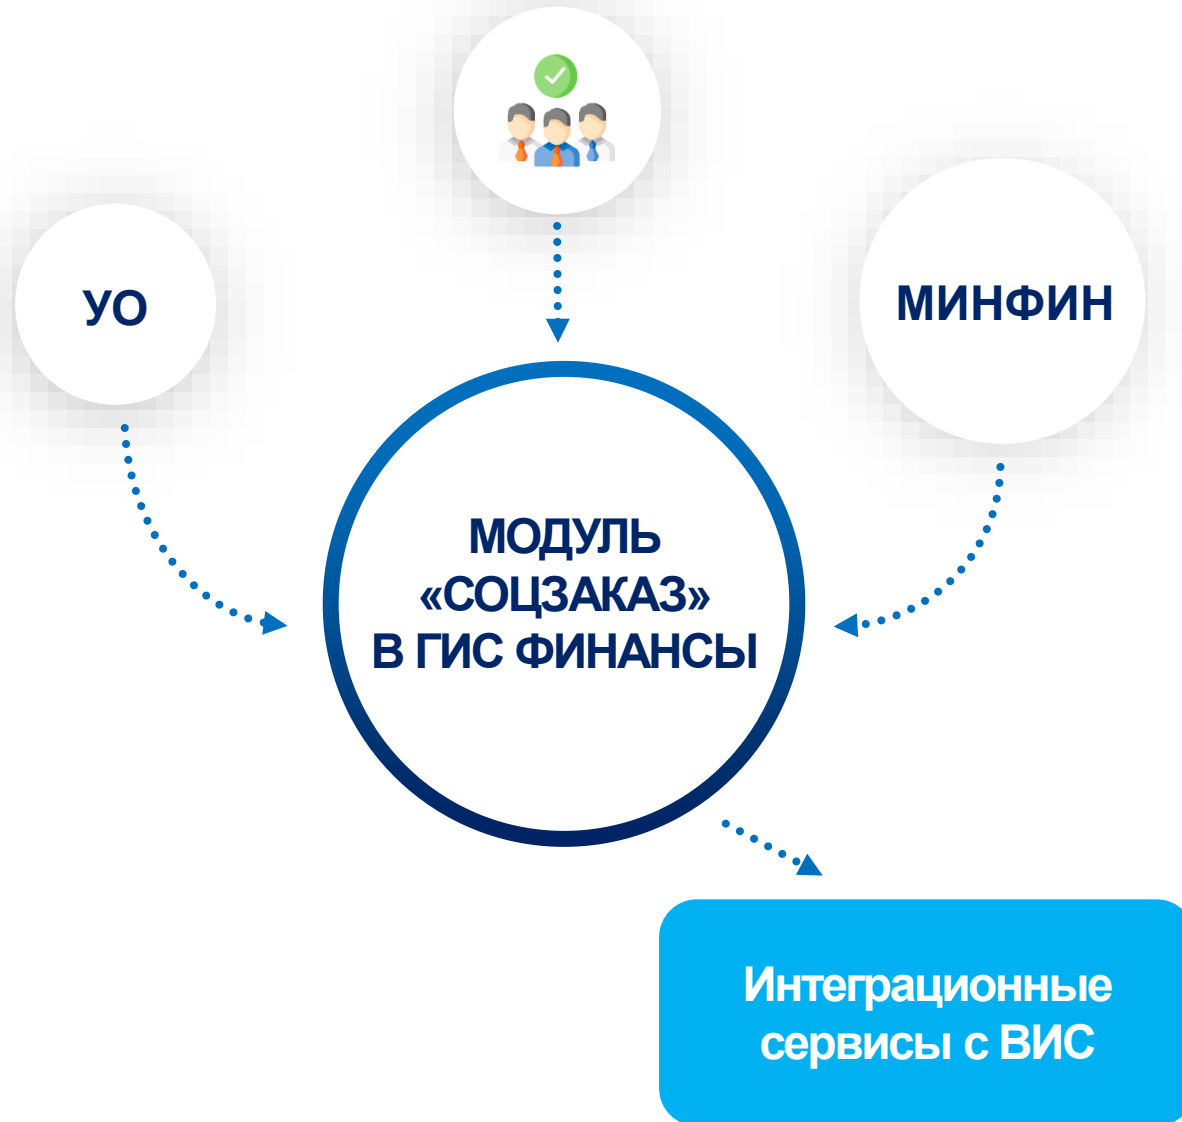 УО
МИНФИН
МОДУЛЬ
«СОЦЗАКАЗ»
В ГИС ФИНАНСЫ
Интеграционные
сервисы с ВИС